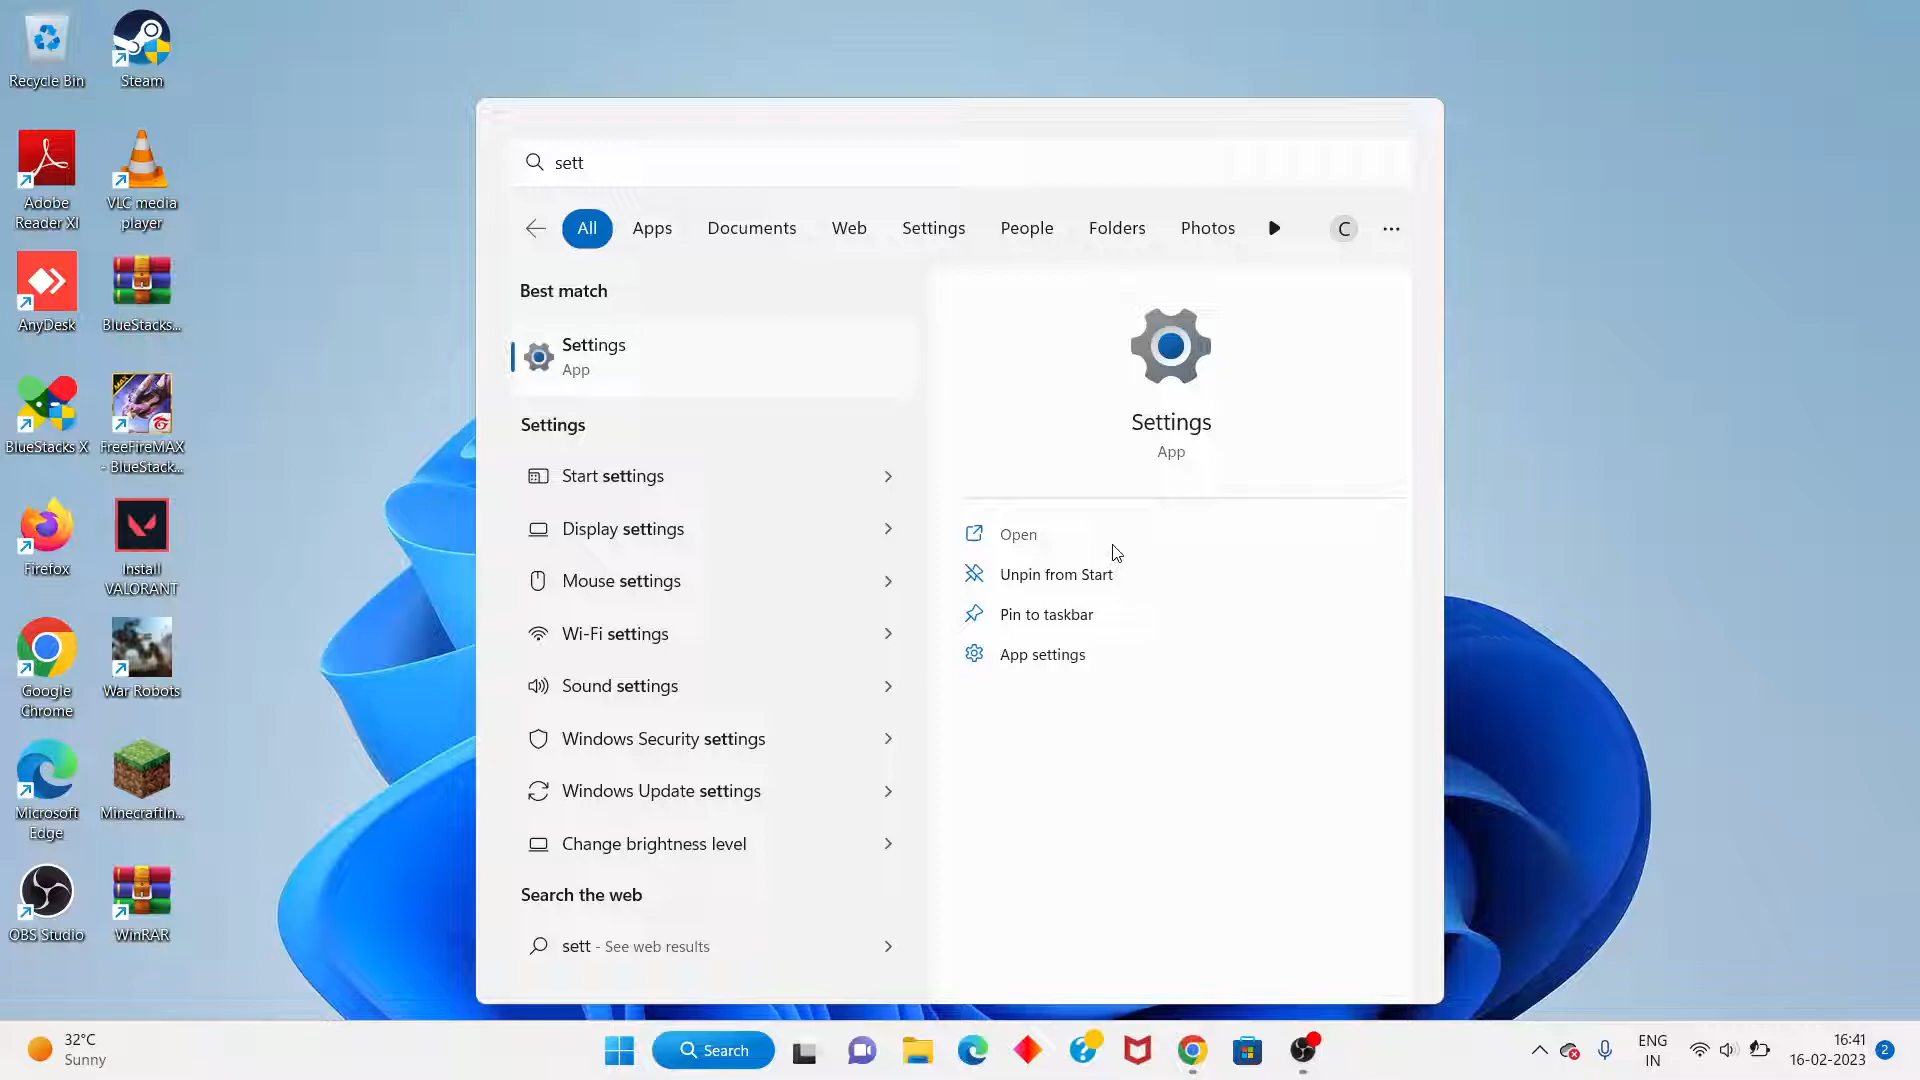 Recycle Bin
Steam
Adobe
Reader XI
VLC media
player
AnyDesk
BlueStacks...
BlueStacks X
MAX
FreeFireMAX
- BlueStack...
Firefox
Install
VALORANT
Google
Chrome
War Robots
Microsoft
Edge
MinecraftIn...
OBS Studio
WinRAR
sett
All
Apps
Documents
Web
Settings
People
Folders
Photos
C
Best match
Settings
App
Settings
Start settings
Display settings
Mouse settings
Wi-Fi settings
Sound settings
Windows Security settings
Windows Update settings
Change brightness level
Search the web
sett - See web results
Settings
App
Open
Unpin from Start
Pin to taskbar
App settings
32°C
Sunny
Search
ENG
IN
16:41
16-02-2023
2